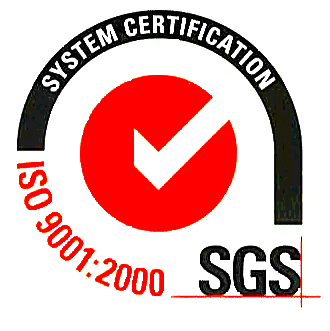 SYSTEM CERTIFICATION
ISO 9001:2000
SGS